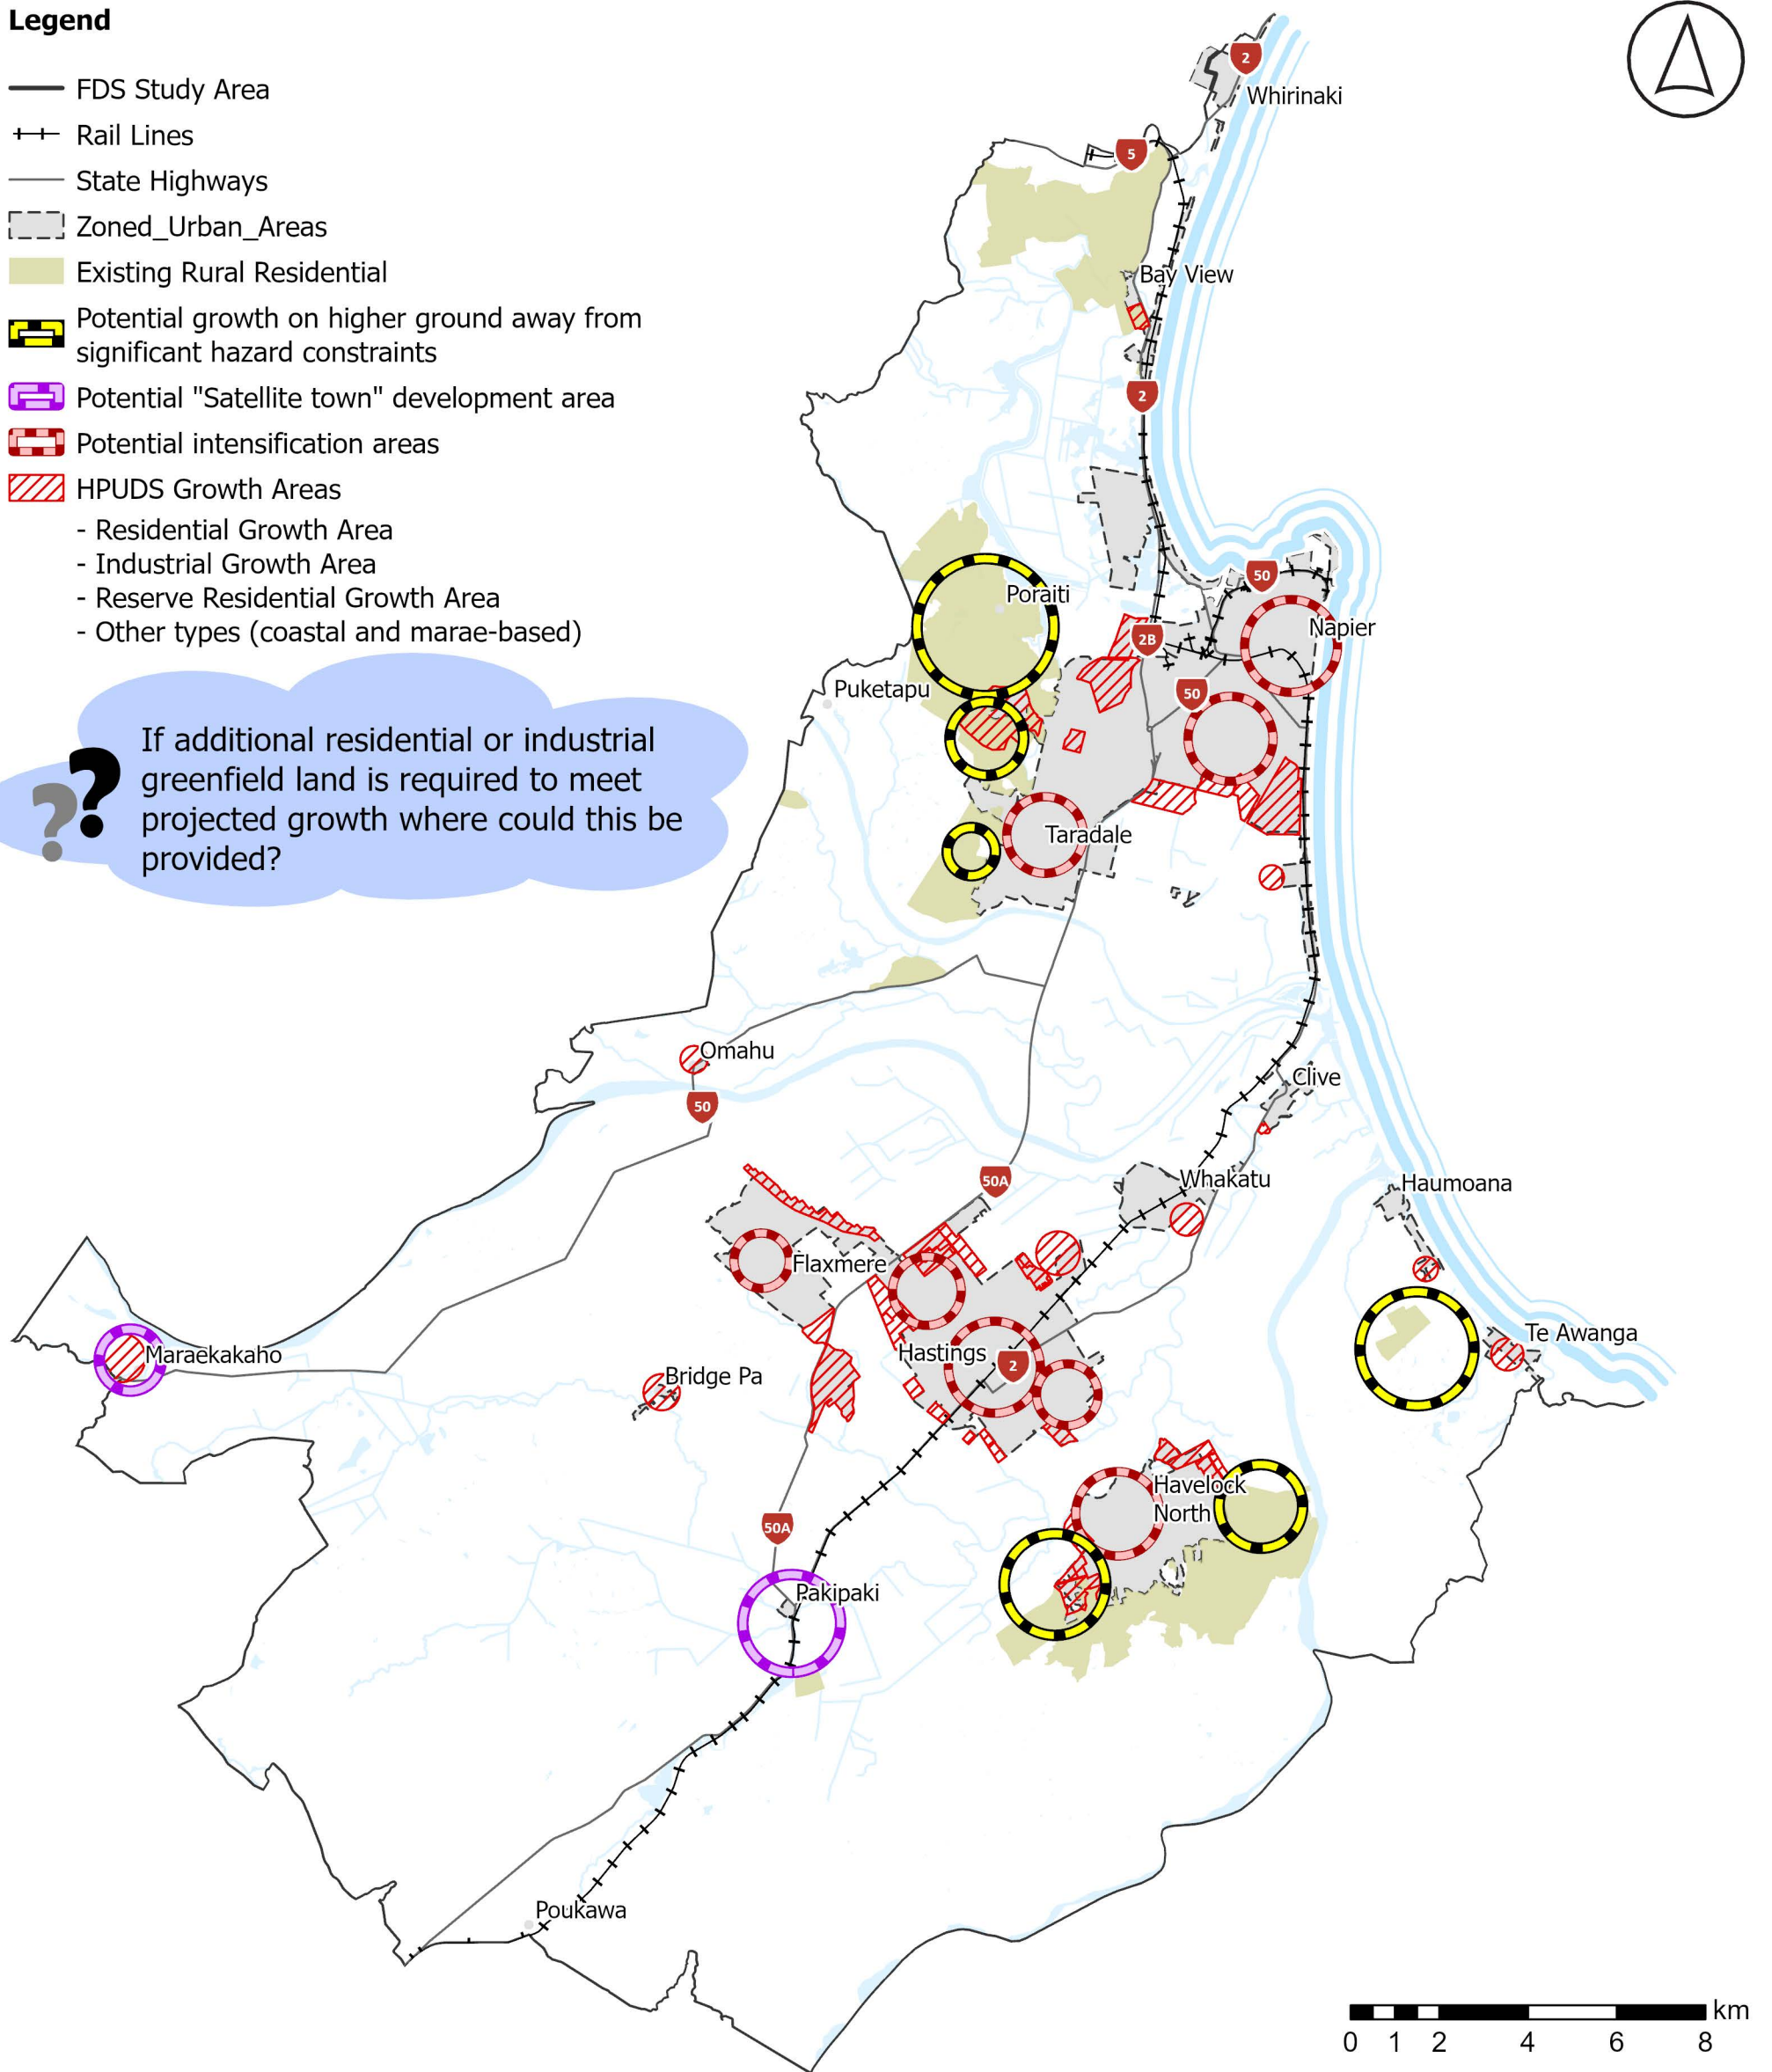 Legend
FDS Study Area
Rail Lines
State Highways
Zoned_Urban_Areas
Existing Rural Residential
Potential growth on higher ground away from
significant hazard constraints
Potential "Satellite town" development area
Potential intensification areas
HPUDS Growth Areas
- Residential Growth Area
- Industrial Growth Area
- Reserve Residential Growth Area
- Other types (coastal and marae-based)
??
If additional residential or industrial
greenfield land is required to meet
projected growth where could this be
provided?
2
Whirinaki
5
Bay View
2
50
Poraiti
Napier
2B
Puketapu
50
Taradale
Omahu
Clive
50
50A
Whakatu
Haumoana
Flaxmere
Te Awanga
Hastings
2
Maraekakaho
Bridge Pa
Havelock
North
50A
Pakipaki
Poukawa
km
0 1 2 4 6 8